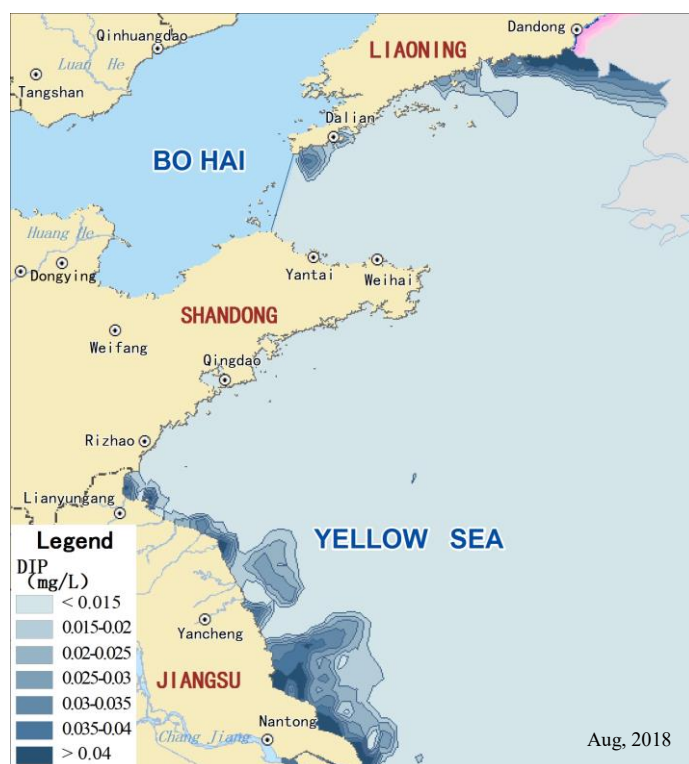 Dandong
Qinhuangdao
LIAONING
Luan He
Tangshan
Dalian
BO HAI
Huang He
Dongying
Yantai
Weihai
SHANDONG
Weifang
Qingdao
Rizhao
Lianyungang
YELLOW SEA
Legend
DIP
(mg/L)
< 0.015
0.015-0.02
0.02-0.025
0.025-0.03
0.03-0.035
0.035-0.04
> 0.04
Yancheng
JIANGSU
Nantong
Chang Jiang
Aug, 2018